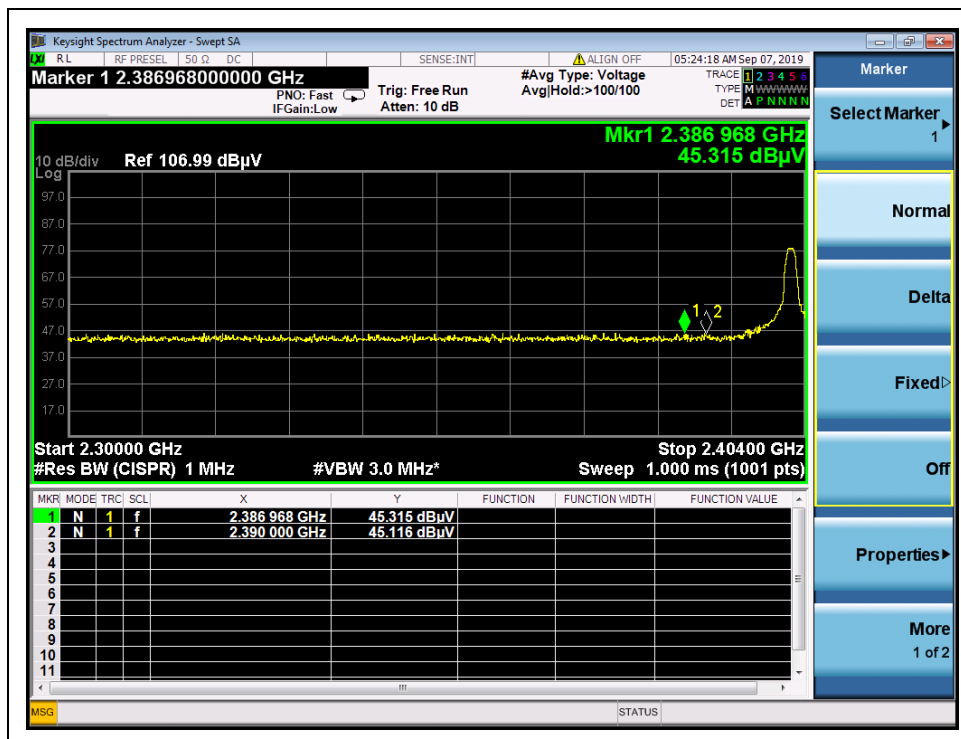 Keysight Spectrum Analyzer - Swept SA
LXI RL RF PRESEL 50 Ω DC SENSE:INT ALIGN OFF 05:24:18 AM Sep 07, 2019
Marker 1 2.386968000000 GHz
PNO: Fast
IFGain:Low
Trig: Free Run
Atten: 10 dB
#Avg Type: Voltage
Avg|Hold:>100/100
TRACE 1 2 3 4 5 6
TYPE M WWWWW
DET A P N N N N
Mkr1 2.386 968 GHz
45.315 dBµV
10 dB/div Ref 106.99 dBµV
Log
97.0
87.0
77.0
67.0
57.0
47.0
37.0
27.0
17.0
1 2
Start 2.30000 GHz Stop 2.40400 GHz
#Res BW (CISPR) 1 MHz #VBW 3.0 MHz* Sweep 1.000 ms (1001 pts)
MKR MODE TRC SCL X Y FUNCTION FUNCTION WIDTH FUNCTION VALUE
1 N 1 f 2.386 968 GHz 45.315 dBµV
2 N 1 f 2.390 000 GHz 45.116 dBµV
3
4
5
6
7
8
9
10
11
MSG STATUS
Marker
Select Marker
1
Normal
Delta
Fixed
Off
Properties
More
1 of 2